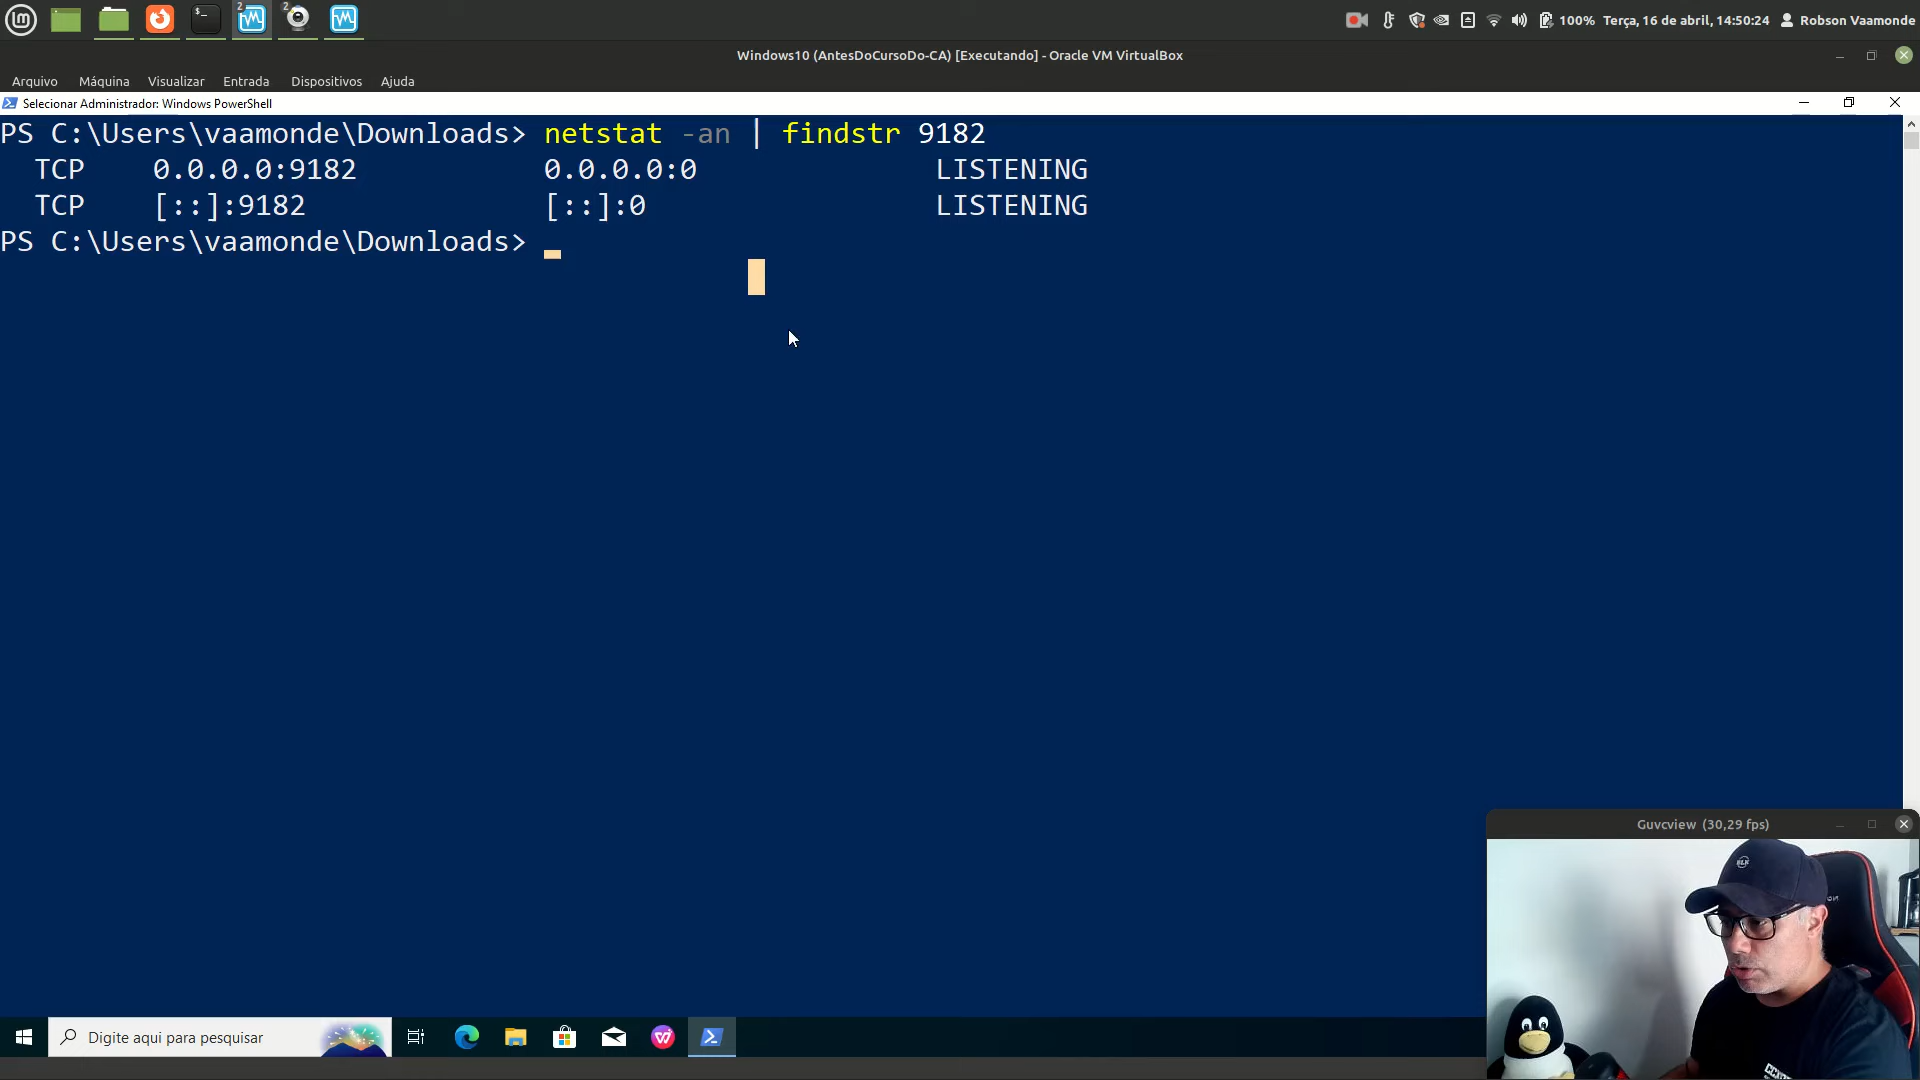 2
2
100%
Terça, 16 de abril, 14:50:24
Robson Vaamonde
Windows10 (AntesDoCursoDo-CA) [Executando] - Oracle VM VirtualBox
Arquivo Máquina Visualizar Entrada Dispositivos Ajuda
Selecionar Administrador: Windows PowerShell
PS C:\Users\vaamonde\Downloads> netstat -an | findstr 9182
TCP 0.0.0.0:9182 0.0.0.0:0 LISTENING
TCP [::]:9182 [::]:0 LISTENING
PS C:\Users\vaamonde\Downloads>
Guvcview (30,29 fps)
Digite aqui para pesquisar